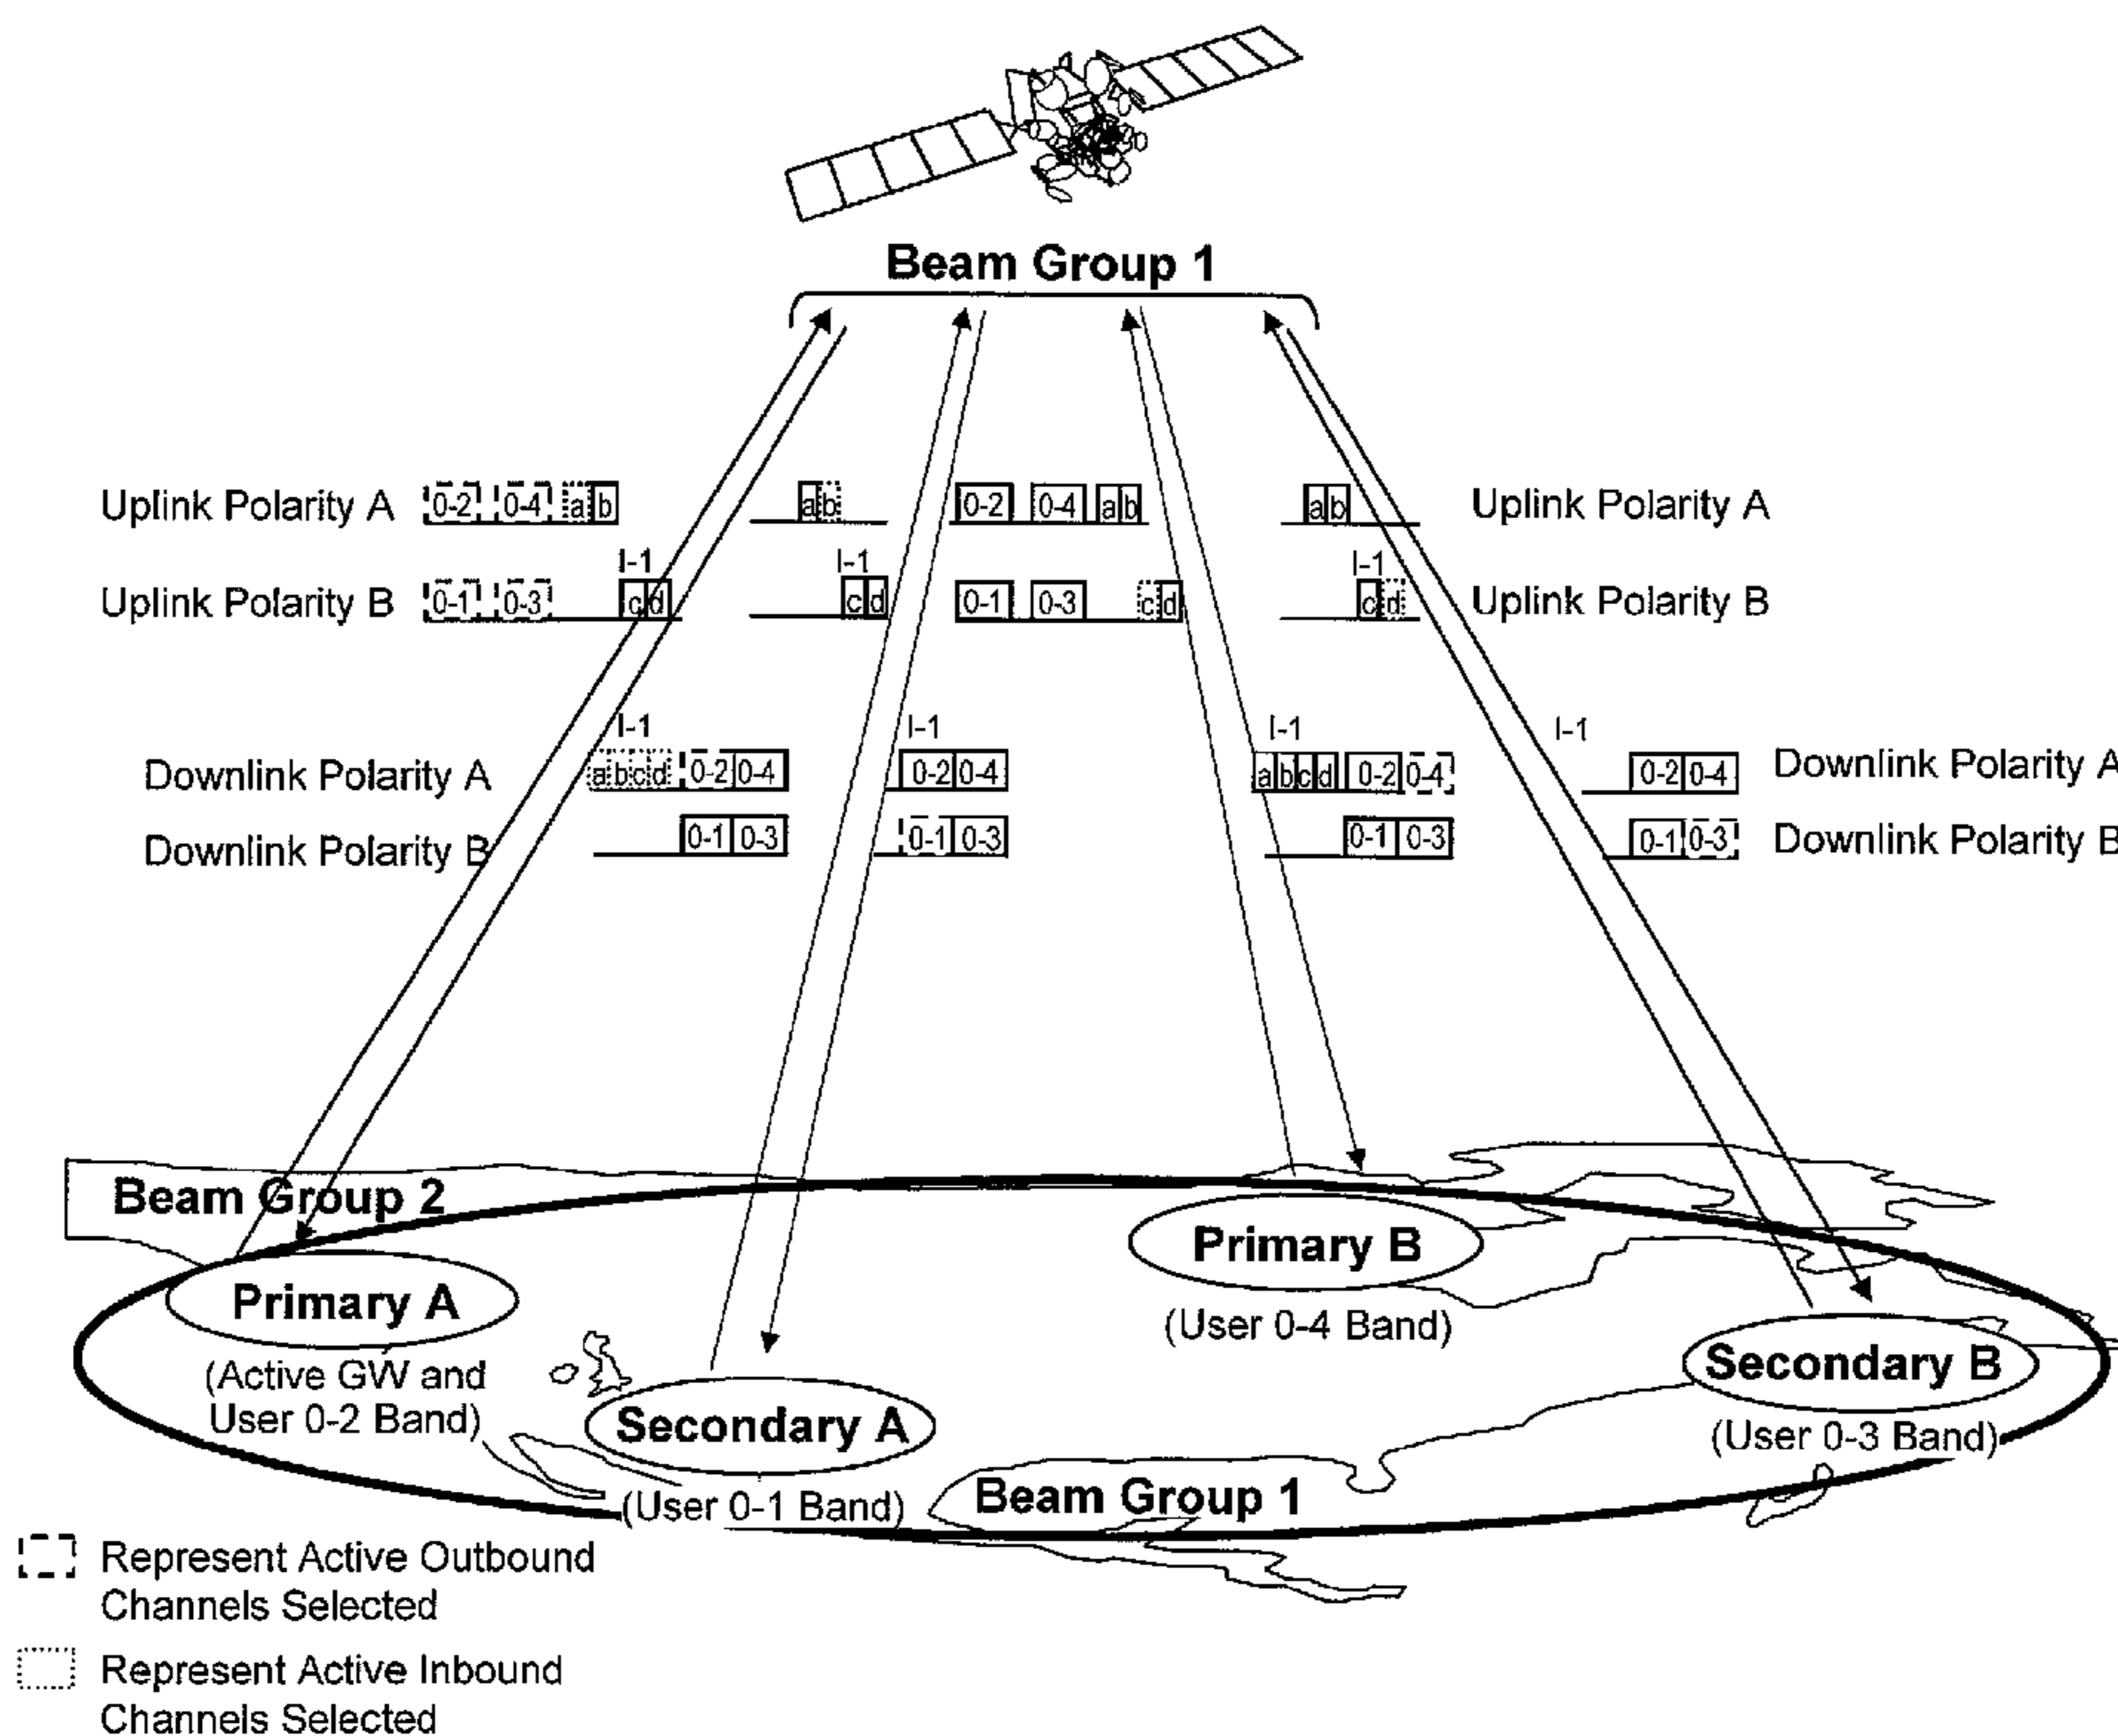 Beam Group 1
Uplink Polarity A 0-2 0-4 a b a b 0-2 0-4 a b a b Uplink Polarity A
I-1 I-1 I-1
Uplink Polarity B 0-1 0-3 c d c d 0-1 0-3 c d c d Uplink Polarity B
I-1 I-1 I-1 I-1
Downlink Polarity A a b c d 0-2 0-4 0-2 0-4 a b c d 0-2 0-4 0-2 0-4 Downlink Polarity A
Downlink Polarity B 0-1 0-3 0-1 0-3 0-1 0-3 0-1 0-3 Downlink Polarity B
Beam Group 2
Primary A
(Active GW and
User 0-2 Band)
Secondary A
(User 0-1 Band)
Primary B
(User 0-4 Band)
Secondary B
(User 0-3 Band)
Beam Group 1
Represent Active Outbound
Channels Selected
Represent Active Inbound
Channels Selected